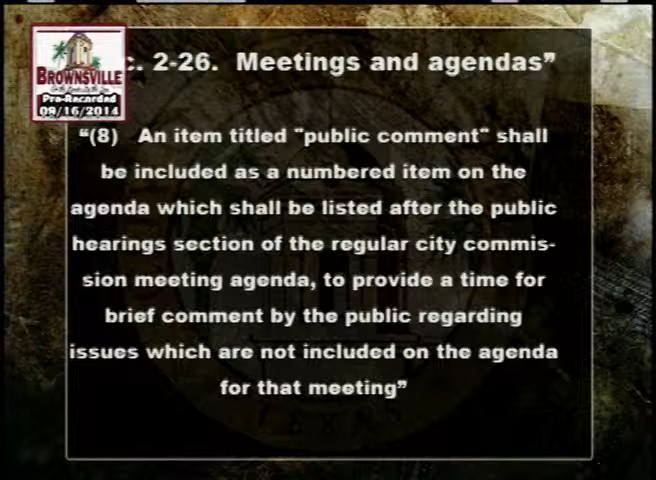 BROWNSVILLE
Pre-Recorded
09/16/2014
c. 2-26. Meetings and agendas”
“(8) An item titled "public comment" shall
be included as a numbered item on the
agenda which shall be listed after the public
hearings section of the regular city commis-
sion meeting agenda, to provide a time for
brief comment by the public regarding
issues which are not included on the agenda
for that meeting”
TEXAS